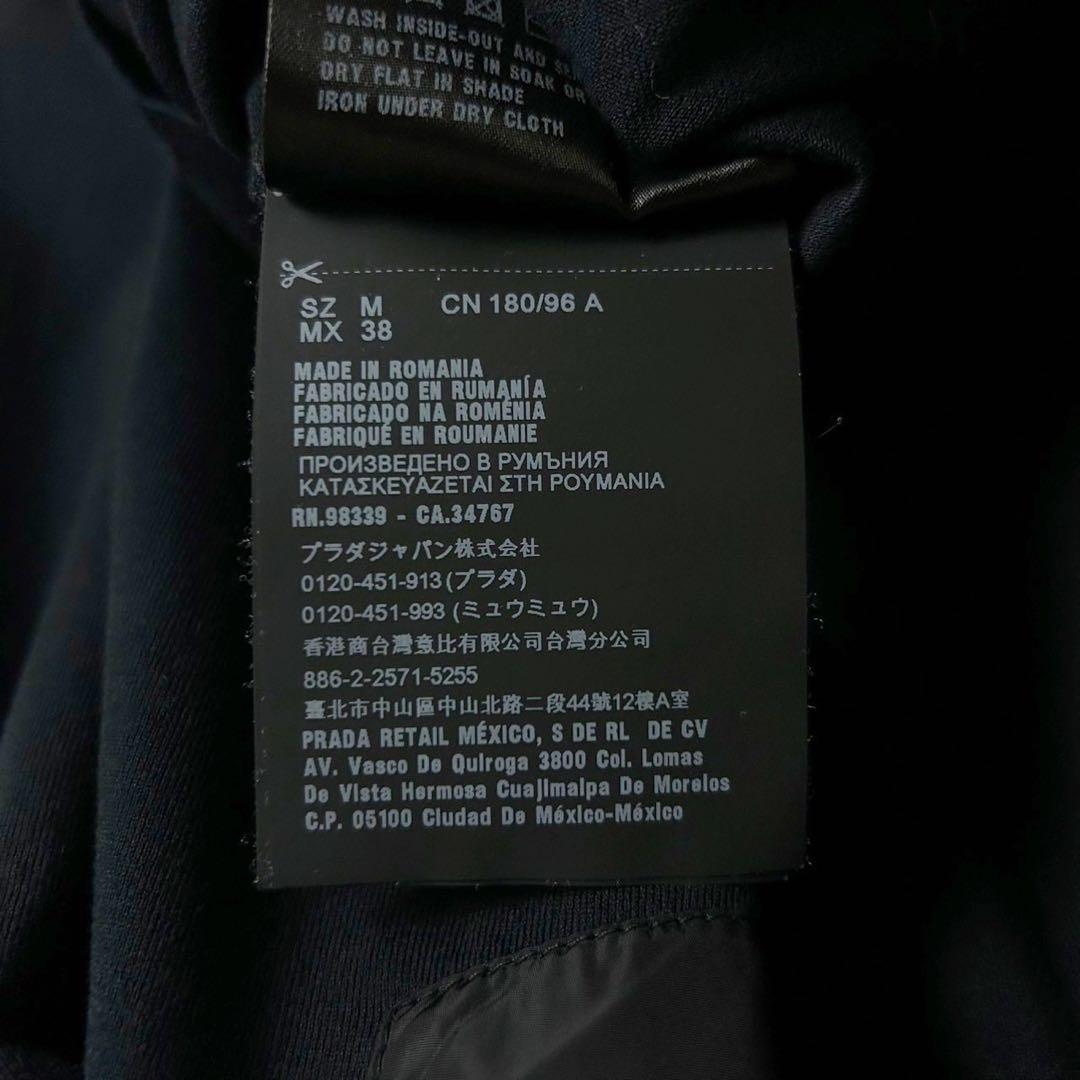 WASH INSIDE-OUT AND
DO NOT LEAVE IN SOAK OR
DRY FLAT IN SHADE
IRON UNDER DRY CLOTH
SZ M CN 180/96 A
MX 38
MADE IN ROMANIA
FABRICADO EN RUMANÍA
FABRICADO NA ROMÉNIA
FABRIQUÉ EN ROUMANIE
ПРОИЗВЕДЕНО В РУМЪНИЯ
ΚΑΤΑΣΚΕΥΑΖΕΤΑΙ ΣΤΗ ΡΟΥΜΑΝΙΑ
RN.98339 - CA.34767
プラダジャパン株式会社
0120-451-913 (プラダ)
0120-451-993 (ミュウミュウ)
香港商台灣意比有限公司台灣分公司
886-2-2571-5255
臺北市中山區中山北路二段44號12樓A室
PRADA RETAIL MÉXICO, S DE RL DE CV
AV. Vasco De Quiroga 3800 Col. Lomas
De Vista Hermosa Cuajimalpa De Morelos
C.P. 05100 Ciudad De México-México